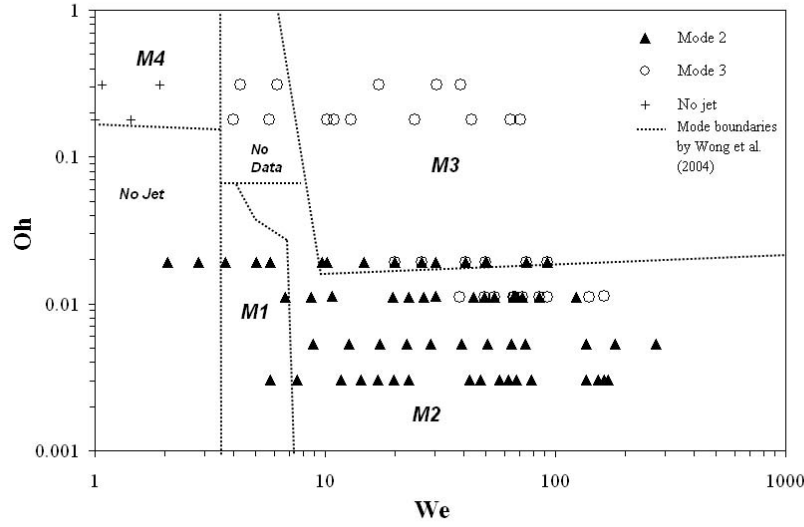 1
M4
▲ Mode 2
○ Mode 3
+ No jet
Mode boundaries
by Wong et al.
(2004)
0.1
No
Data
M3
No Jet
Oh
0.01
M1
M2
0.001
1
10
100
1000
We